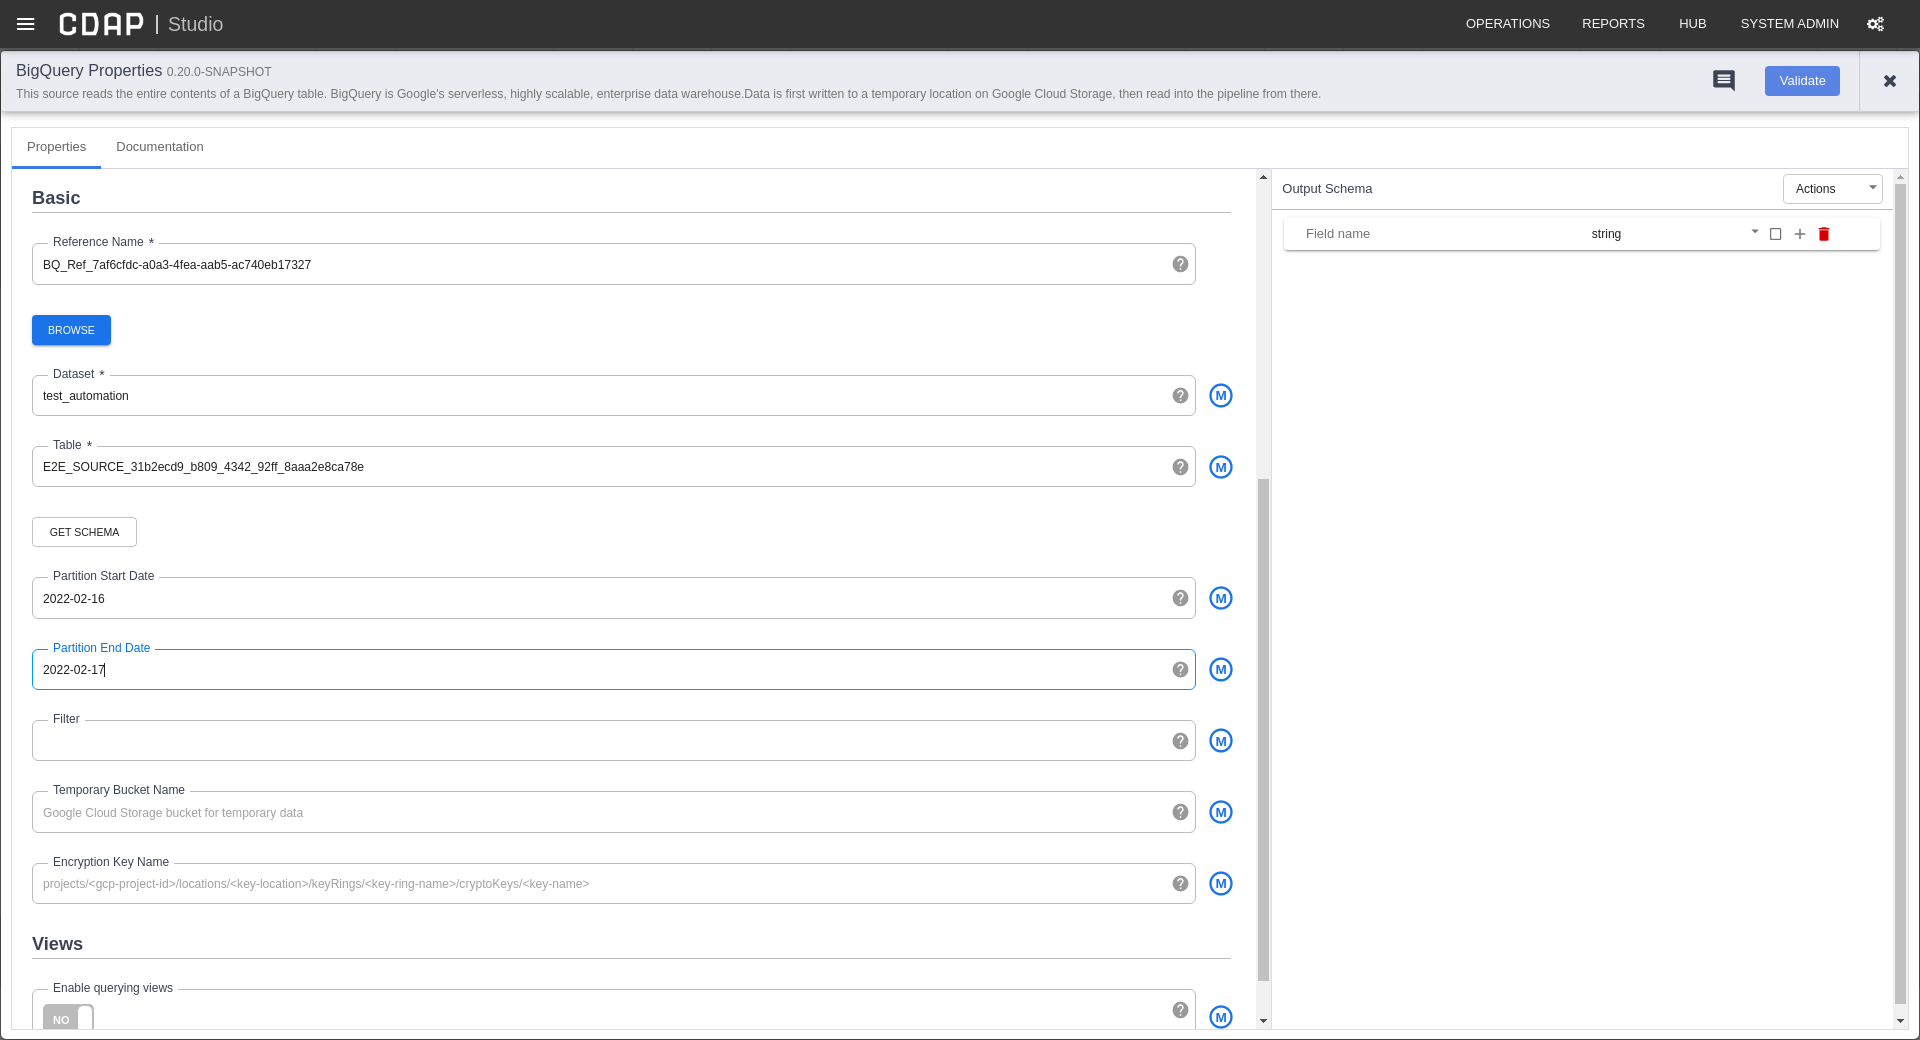 CDAP | Studio
OPERATIONS REPORTS HUB SYSTEM ADMIN
BigQuery Properties 0.20.0-SNAPSHOT
This source reads the entire contents of a BigQuery table. BigQuery is Google's serverless, highly scalable, enterprise data warehouse.Data is first written to a temporary location on Google Cloud Storage, then read into the pipeline from there.
Validate
Properties Documentation
Basic
Reference Name *
BQ_Ref_7af6cfdc-a0a3-4fea-aab5-ac740eb17327
BROWSE
Dataset *
test_automation
M
Table *
E2E_SOURCE_31b2ecd9_b809_4342_92ff_8aaa2e8ca78e
M
GET SCHEMA
Partition Start Date
2022-02-16
M
Partition End Date
2022-02-17
M
Filter
M
Temporary Bucket Name
Google Cloud Storage bucket for temporary data
M
Encryption Key Name
projects/<gcp-project-id>/locations/<key-location>/keyRings/<key-ring-name>/cryptoKeys/<key-name>
M
Views
Enable querying views
NO
M
Output Schema
Actions
Field name string